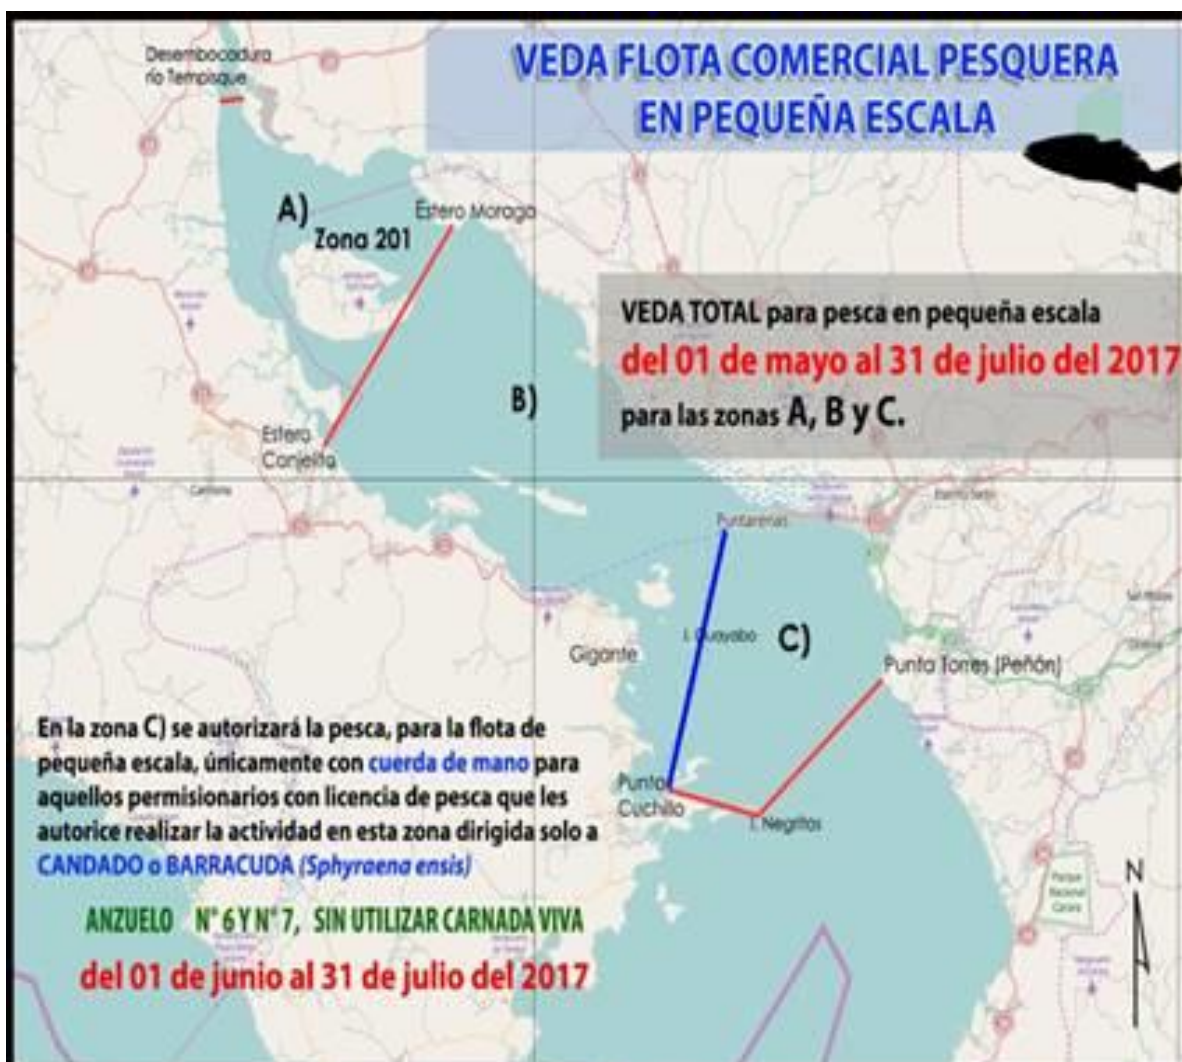 VEDA FLOTA COMERCIAL PESQUERA
EN PEQUEÑA ESCALA
Desembocadura
río Tempisque
A)
Estero Morago
Zona 201
VEDA TOTAL para pesca en pequeña escala
del 01 de mayo al 31 de julio del 2017
para las zonas A, B y C.
B)
Estero
Conjelito
Puntarenas
I. Guayabo
C)
Gigante
Punta Torres (Peñón)
En la zona C) se autorizará la pesca, para la flota de
pequeña escala, únicamente con cuerda de mano para
aquellos permisionarios con licencia de pesca que les
autorice realizar la actividad en esta zona dirigida solo a
CANDADO o BARRACUDA (Sphyraena ensis)
Punta
Cuchillo
I. Negritos
ANZUELO N° 6 Y N° 7, SIN UTILIZAR CARNADA VIVA
del 01 de junio al 31 de julio del 2017
Parque
Nacional
Carara
N